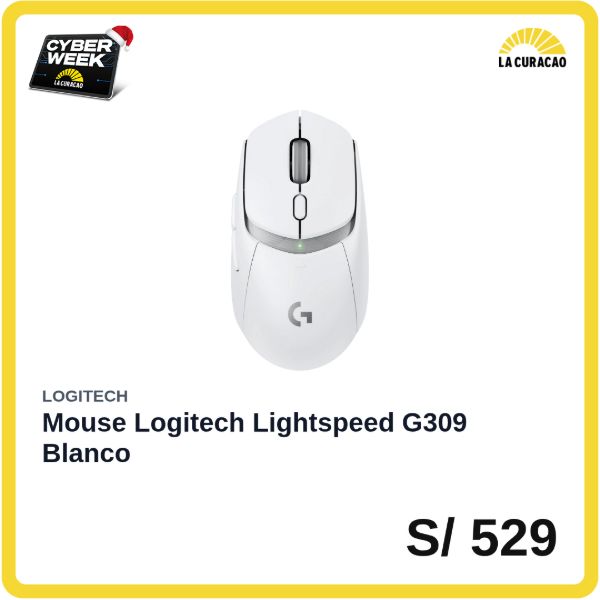 CYBER
WEEK
LA CURACAO
LA CURACAO
G
LOGITECH
Mouse Logitech Lightspeed G309
Blanco
S/ 529